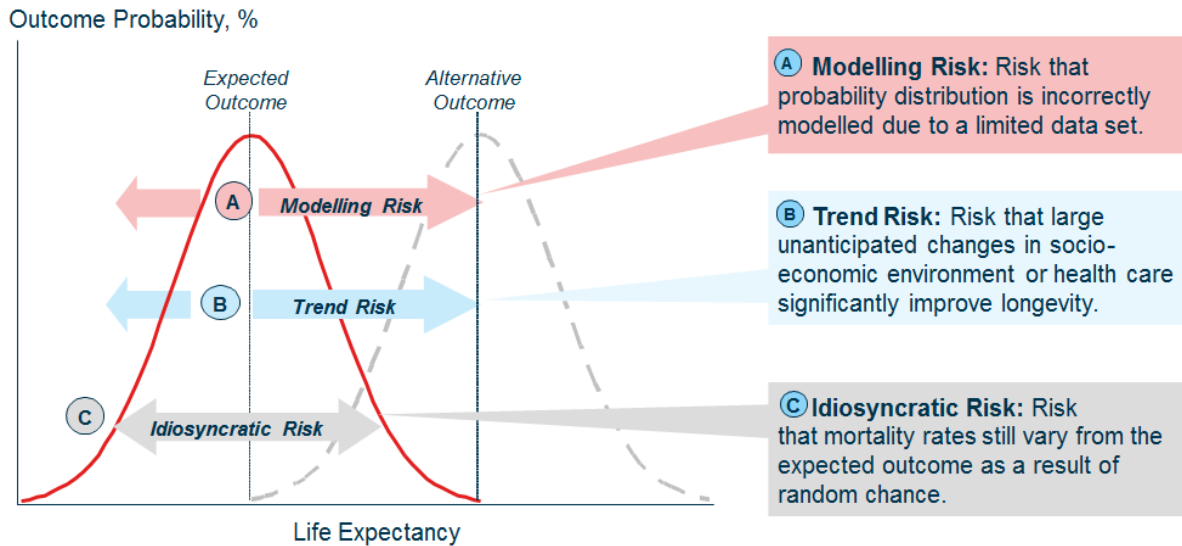 Outcome Probability, %
Expected
Outcome
Alternative
Outcome
A
Modelling Risk
B
Trend Risk
C
Idiosyncratic Risk
Life Expectancy
A Modelling Risk: Risk that
probability distribution is incorrectly
modelled due to a limited data set.
B Trend Risk: Risk that large
unanticipated changes in socio-
economic environment or health care
significantly improve longevity.
C Idiosyncratic Risk: Risk
that mortality rates still vary from the
expected outcome as a result of
random chance.